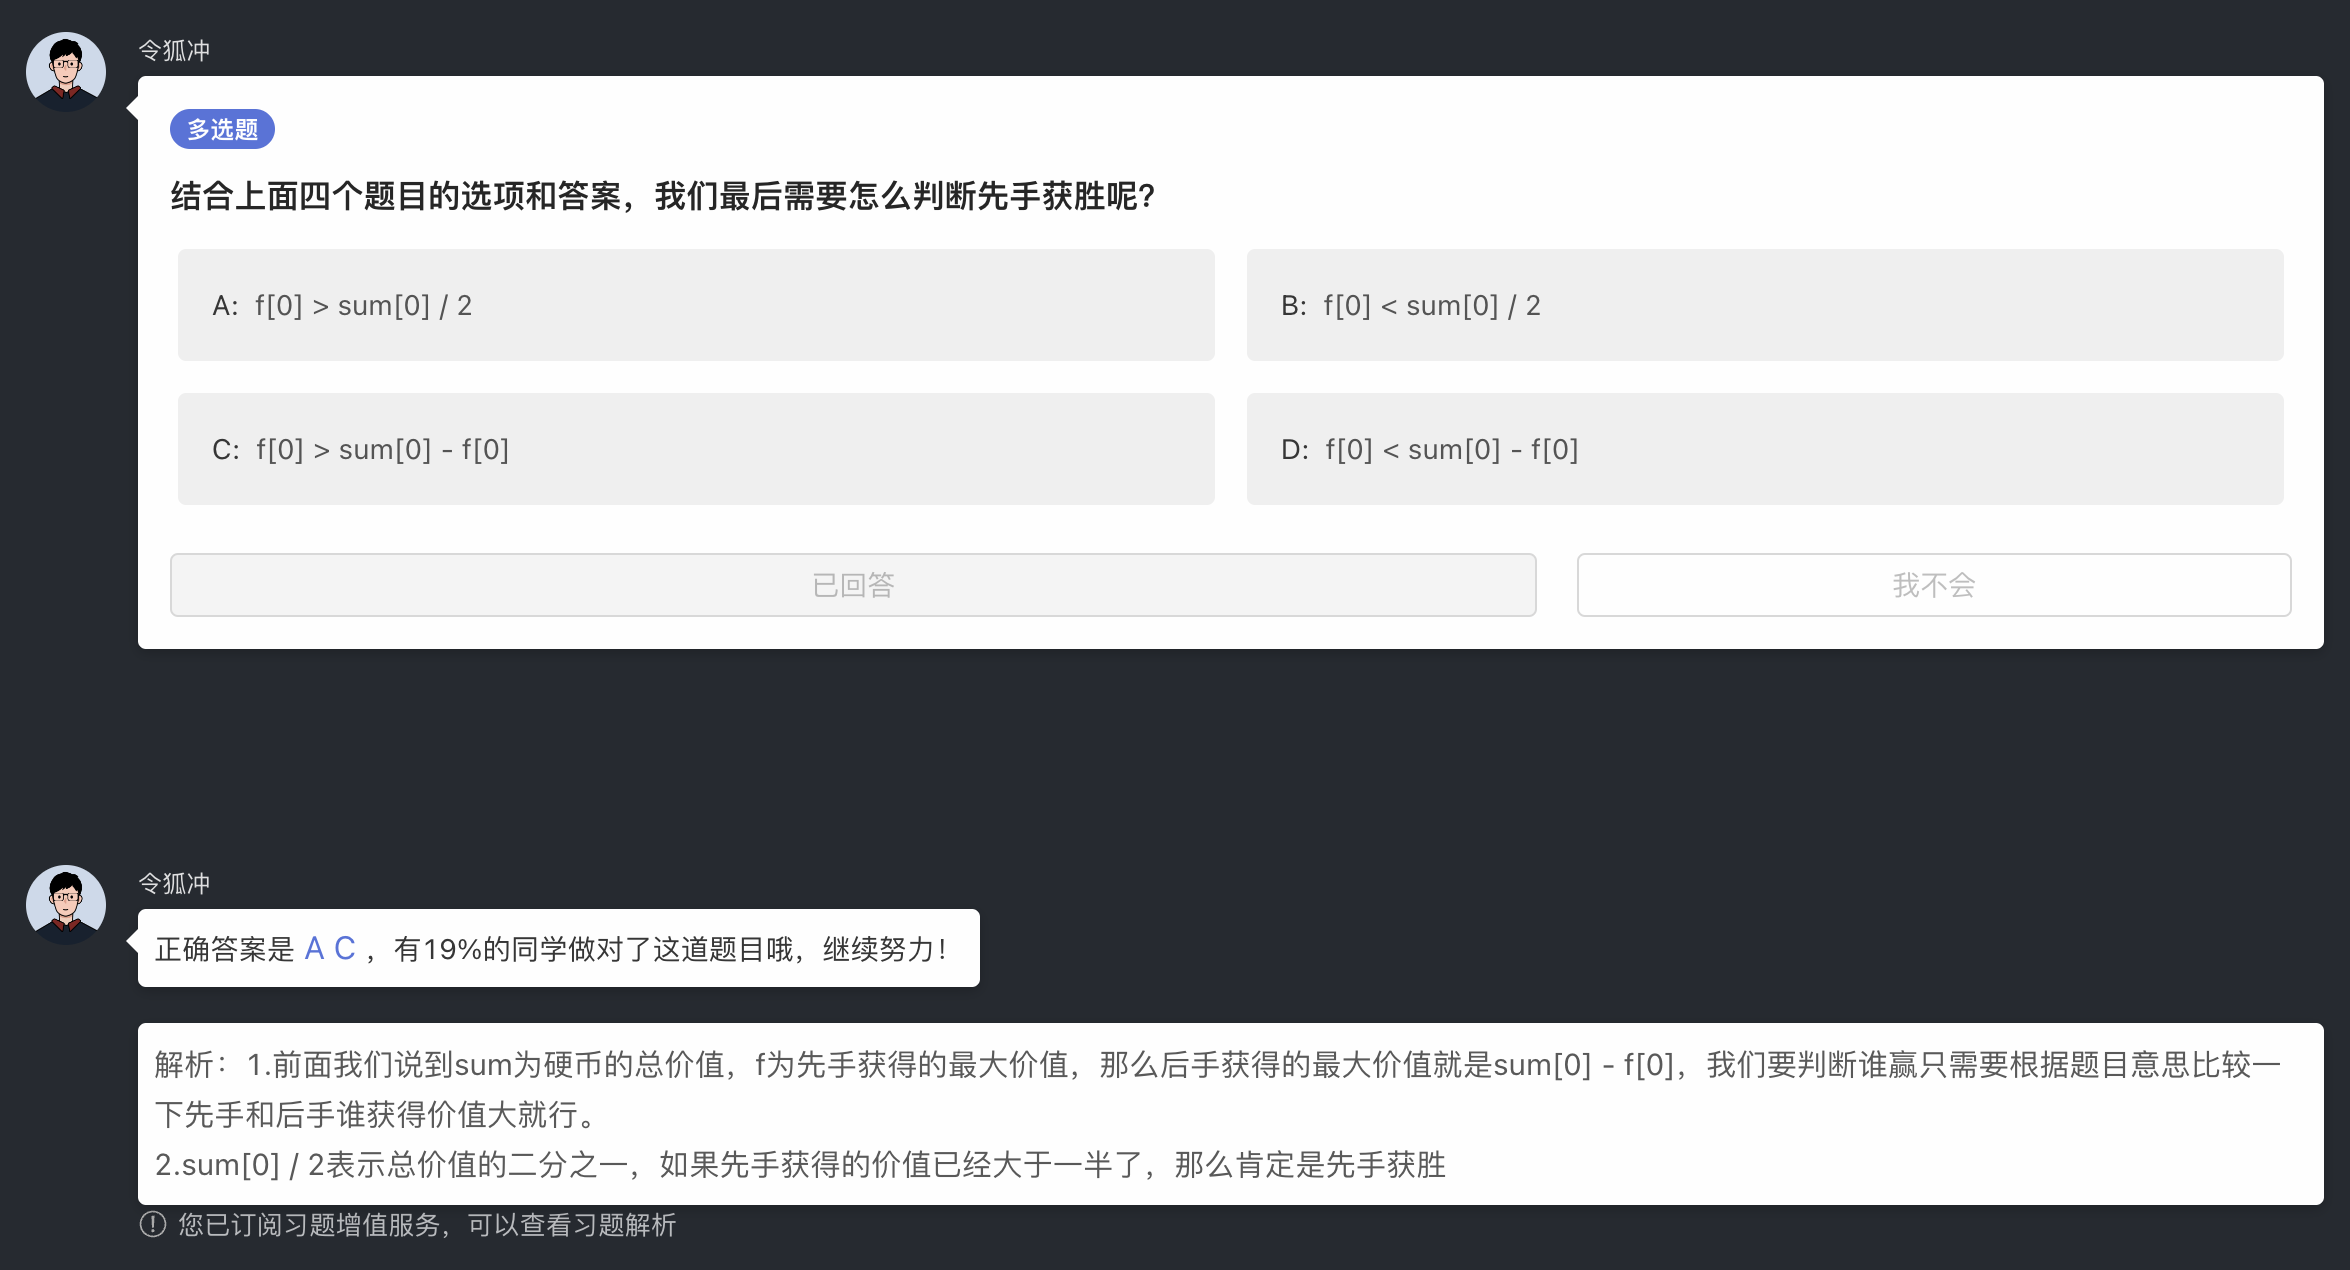 令狐冲
多选题
结合上面四个题目的选项和答案，我们最后需要怎么判断先手获胜呢?
A: f[0] > sum[0] / 2
B: f[0] < sum[0] / 2
C: f[0] > sum[0] - f[0]
D: f[0] < sum[0] - f[0]
已回答
我不会
令狐冲
正确答案是 A C ，有19%的同学做对了这道题目哦，继续努力！
解析：1.前面我们说到sum为硬币的总价值，f为先手获得的最大价值，那么后手获得的最大价值就是sum[0] - f[0]，我们要判断谁赢只需要根据题目意思比较一
下先手和后手谁获得价值大就行。
2.sum[0] / 2表示总价值的二分之一，如果先手获得的价值已经大于一半了，那么肯定是先手获胜
您已订阅习题增值服务，可以查看习题解析